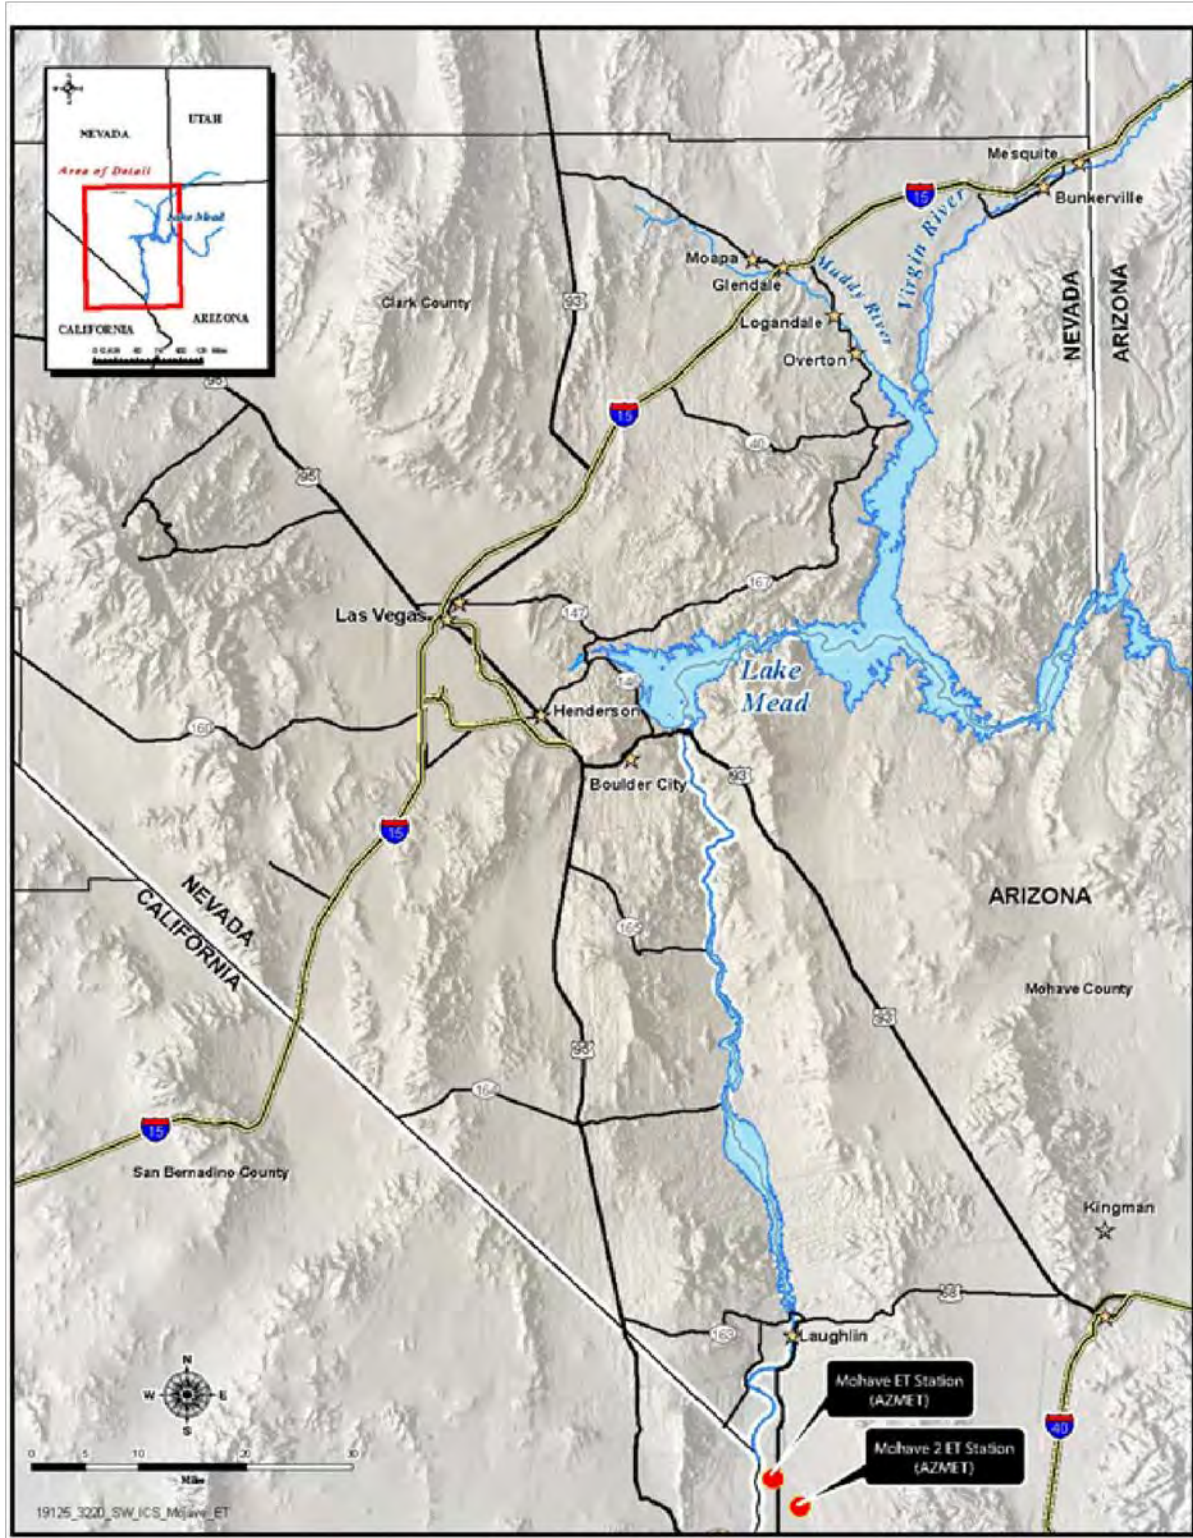 N
NEVADA
UTAH
Area of Detail
Lake Mead
CALIFORNIA
ARIZONA
Miles
Mesquite
Bunkerville
15
Virgin River
Moapa
Glendale
Muddy River
Clark County
93
Logandale
Overton
NEVADA
ARIZONA
15
40
95
95
167
147
Las Vegas
Lake
Mead
146
Henderson
160
Boulder City
93
15
NEVADA
CALIFORNIA
ARIZONA
165
Mohave County
93
95
164
15
San Bernadino County
Kingman
68
163
Laughlin
Mohave ET Station
(AZMET)
40
Mohave 2 ET Station
(AZMET)
N
W
E
S
0
10
20
30
Miles
19125_3220_SW_ICS_Mojave_ET